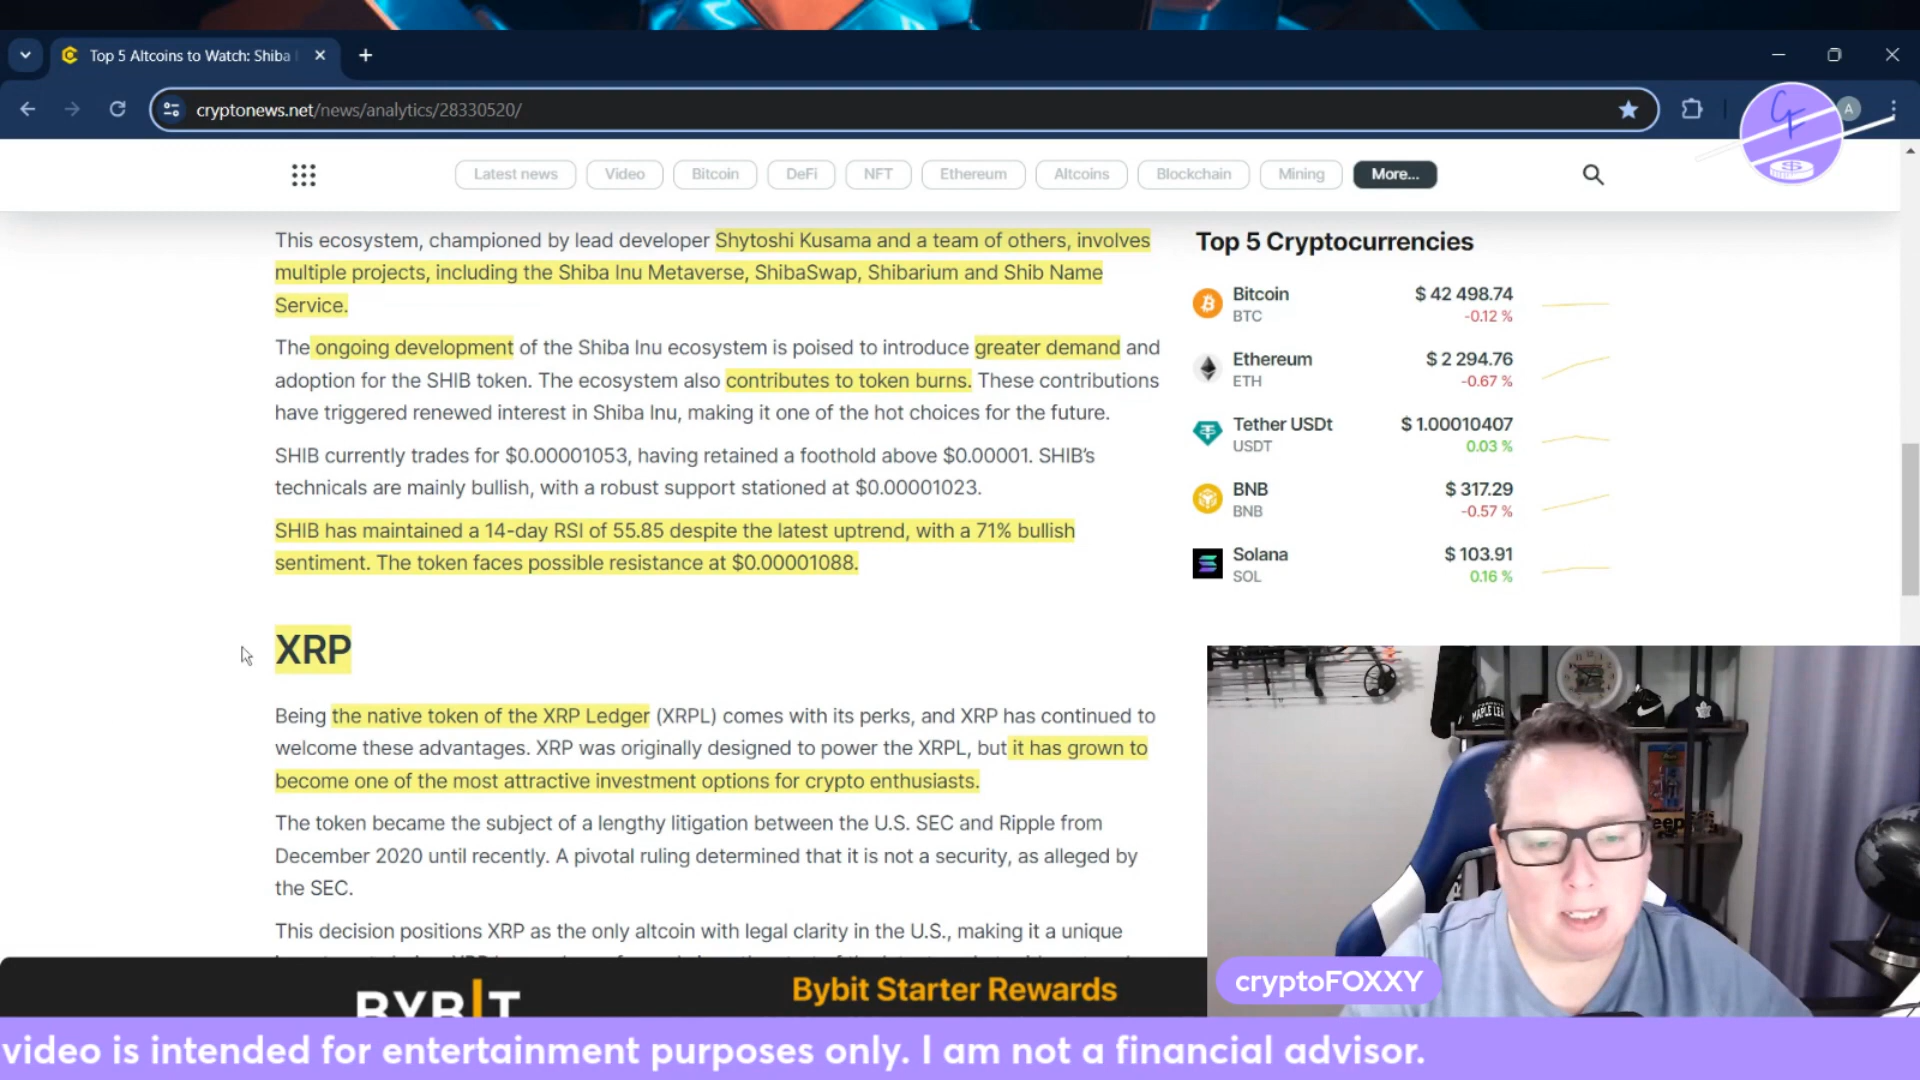 Top 5 Altcoins to Watch: Shiba
cryptonews.net/news/analytics/28330520/
A
Latest news
Video
Bitcoin
DeFi
NFT
Ethereum
Altcoins
Blockchain
Mining
More...
This ecosystem, championed by lead developer Shytoshi Kusama and a team of others, involves
multiple projects, including the Shiba Inu Metaverse, ShibaSwap, Shibarium and Shib Name
Service.
The ongoing development of the Shiba Inu ecosystem is poised to introduce greater demand and
adoption for the SHIB token. The ecosystem also contributes to token burns. These contributions
have triggered renewed interest in Shiba Inu, making it one of the hot choices for the future.
SHIB currently trades for $0.00001053, having retained a foothold above $0.00001. SHIB's
technicals are mainly bullish, with a robust support stationed at $0.00001023.
SHIB has maintained a 14-day RSI of 55.85 despite the latest uptrend, with a 71% bullish
sentiment. The token faces possible resistance at $0.00001088.
XRP
Being the native token of the XRP Ledger (XRPL) comes with its perks, and XRP has continued to
welcome these advantages. XRP was originally designed to power the XRPL, but it has grown to
become one of the most attractive investment options for crypto enthusiasts.
The token became the subject of a lengthy litigation between the U.S. SEC and Ripple from
December 2020 until recently. A pivotal ruling determined that it is not a security, as alleged by
the SEC.
This decision positions XRP as the only altcoin with legal clarity in the U.S., making it a unique
Top 5 Cryptocurrencies
Bitcoin $ 42 498.74
BTC -0.12 %
Ethereum $ 2 294.76
ETH -0.67 %
Tether USDt $ 1.00010407
USDT 0.03 %
BNB $ 317.29
BNB -0.57 %
Solana $ 103.91
SOL 0.16 %
MAPLE LEA
BYBIT
Bybit Starter Rewards
cryptoFOXXY
video is intended for entertainment purposes only. I am not a financial advisor.